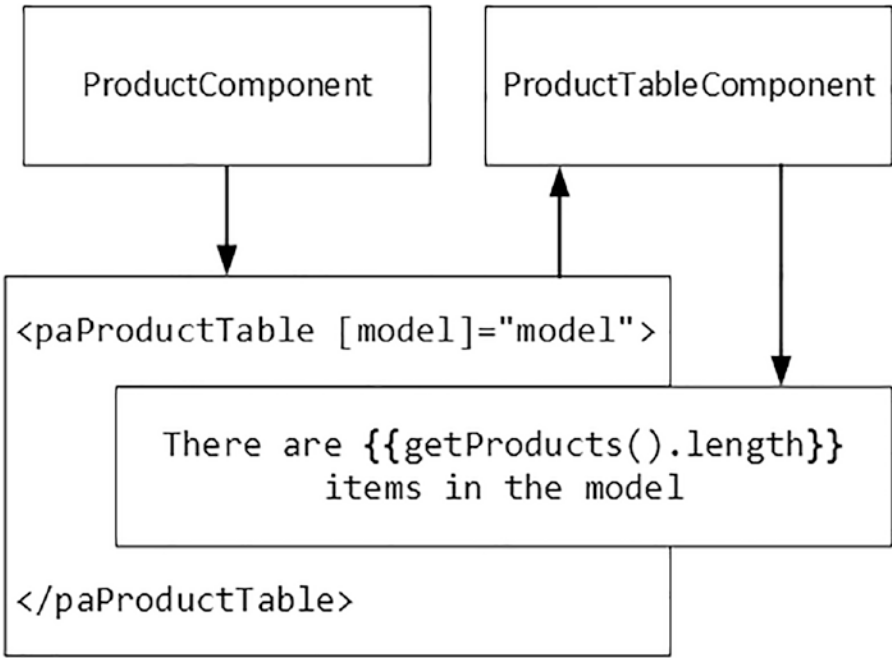 ProductComponent
ProductTableComponent
<paProductTable [model]="model">
There are {{getProducts().length}}
items in the model
</paProductTable>